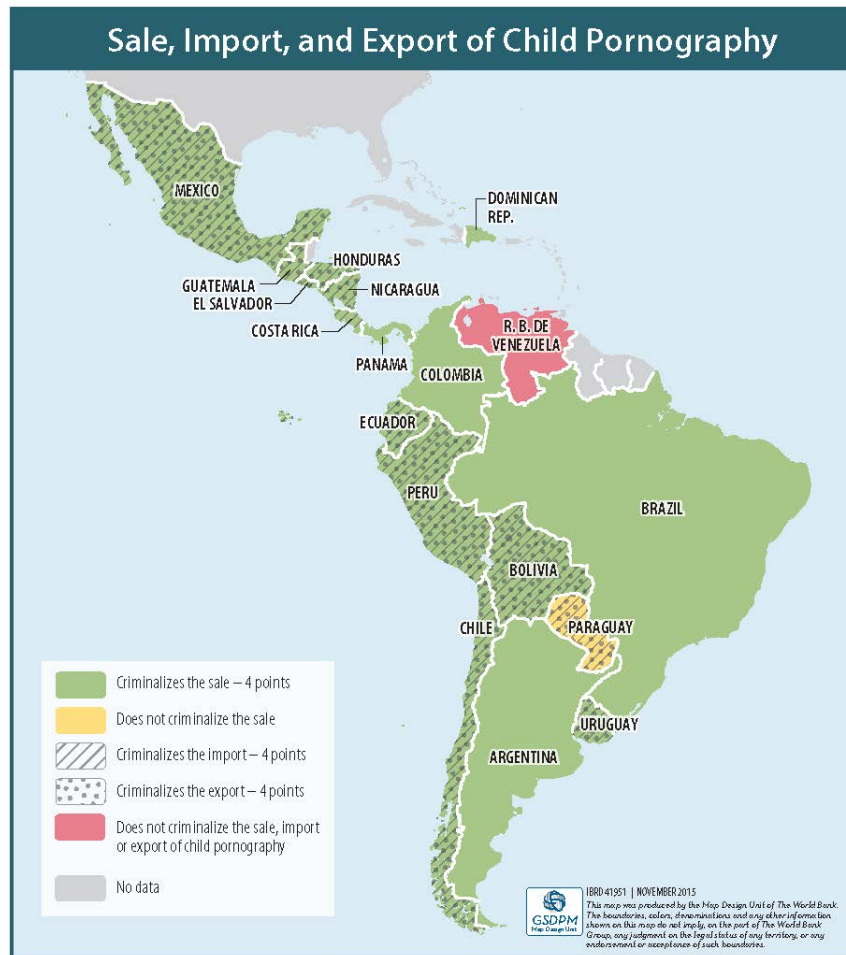 Sale, Import, and Export of Child Pornography
MEXICO
DOMINICAN
REP.
HONDURAS
GUATEMALA
EL SALVADOR
NICARAGUA
COSTA RICA
PANAMA
R. B. DE
VENEZUELA
COLOMBIA
ECUADOR
PERU
BRAZIL
BOLIVIA
CHILE
PARAGUAY
URUGUAY
ARGENTINA
Criminalizes the sale – 4 points
Does not criminalize the sale
Criminalizes the import – 4 points
Criminalizes the export – 4 points
Does not criminalize the sale, import
or export of child pornography
No data
GSDPM
Map Design Unit
IBRD 41951 | NOVEMBER 2015
This map was produced by the Map Design Unit of The World Bank.
The boundaries, colors, denominations and any other information
shown on this map do not imply, on the part of The World Bank
Group, any judgment on the legal status of any territory, or any
endorsement or acceptance of such boundaries.